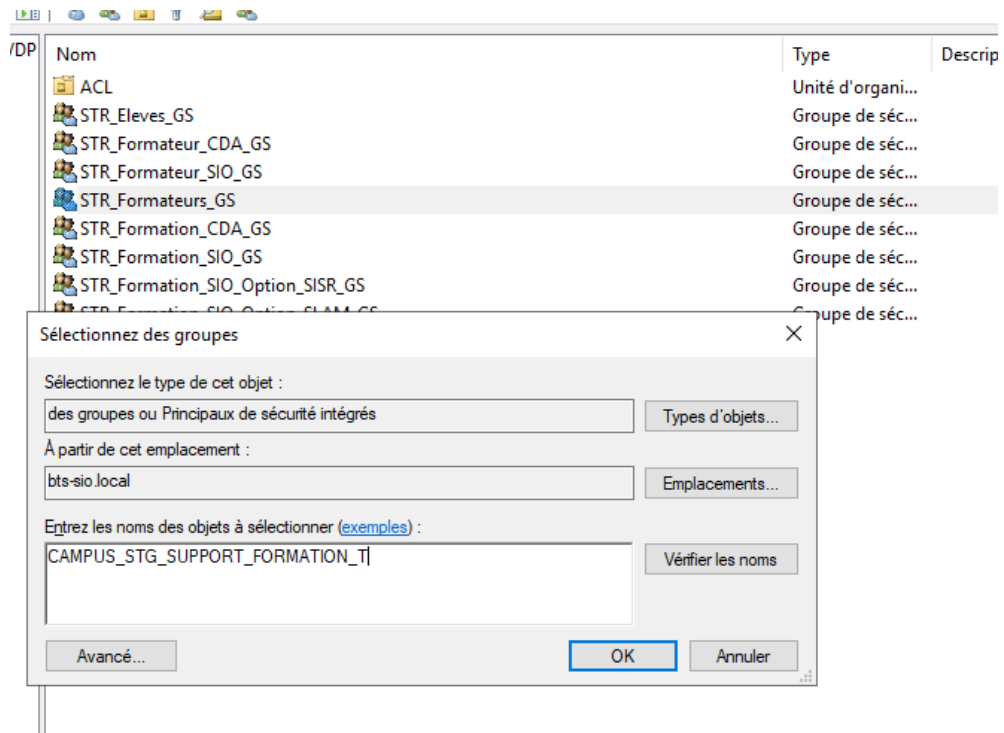 /DP
Nom Type Descrip
ACL Unité d'organi...
STR_Eleves_GS Groupe de séc...
STR_Formateur_CDA_GS Groupe de séc...
STR_Formateur_SIO_GS Groupe de séc...
STR_Formateurs_GS Groupe de séc...
STR_Formation_CDA_GS Groupe de séc...
STR_Formation_SIO_GS Groupe de séc...
STR_Formation_SIO_Option_SISR_GS Groupe de séc...
STR_Formation_SIO_Option_SLAM_GS Groupe de séc...
Sélectionnez des groupes
Sélectionnez le type de cet objet :
des groupes ou Principaux de sécurité intégrés Types d'objets...
À partir de cet emplacement :
bts-sio.local Emplacements...
Entrez les noms des objets à sélectionner (exemples) :
CAMPUS_STG_SUPPORT_FORMATION_T Vérifier les noms
Avancé... OK Annuler